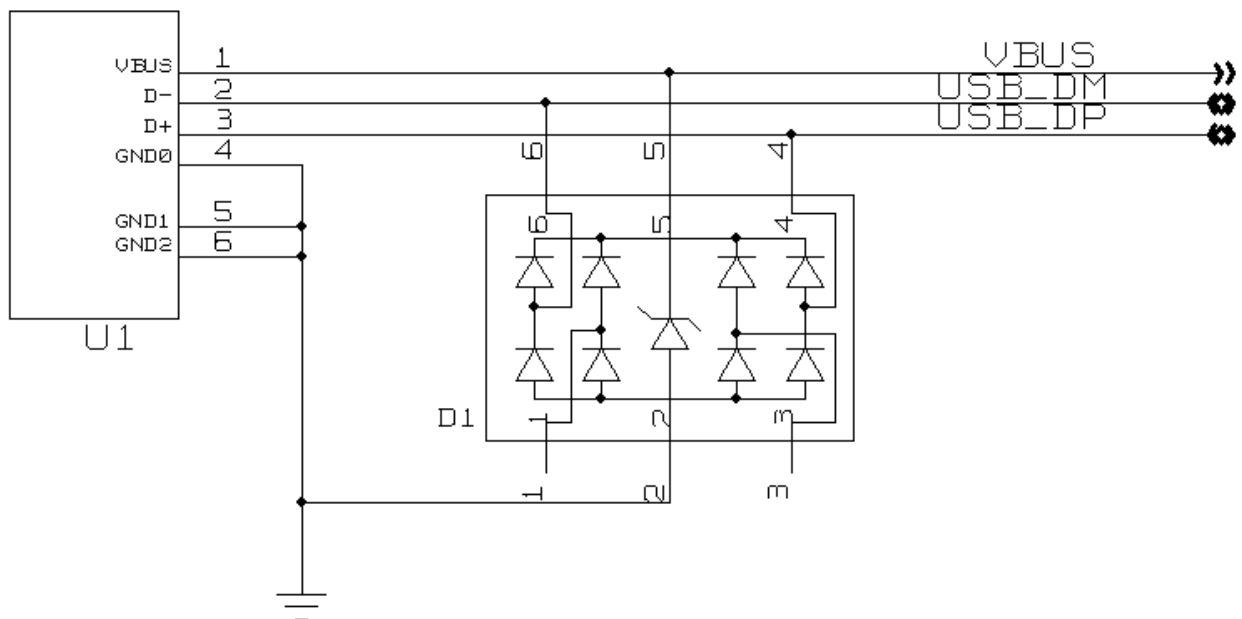 VBUS 1 VBUS
D- 2 USB_DM
D+ 3 USB_DP
GND0 4 6 5 4
GND1 5 6 5 4
GND2 6
U1
D1 1 2 3
1 2 3